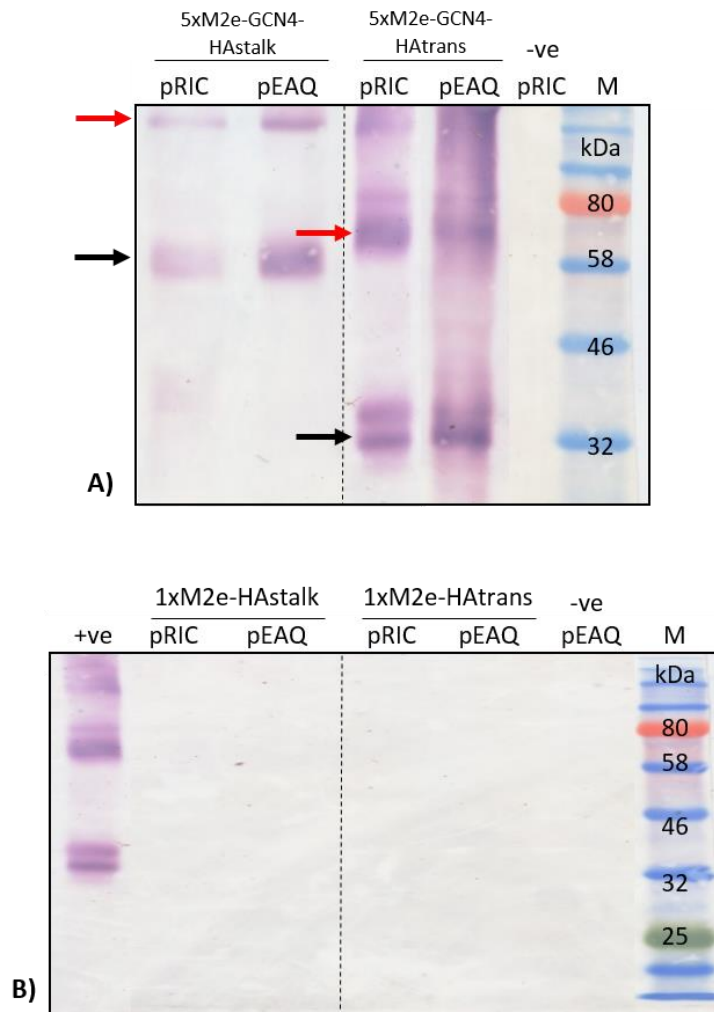 5xM2e-GCN4-
HAstalk
5xM2e-GCN4-
HAtrans
-ve
pRIC pEAQ pRIC pEAQ pRIC M
kDa
80
58
46
32
A)
1xM2e-HAstalk 1xM2e-HAtrans -ve
+ve pRIC pEAQ pRIC pEAQ pEAQ M
kDa
80
58
46
32
25
B)